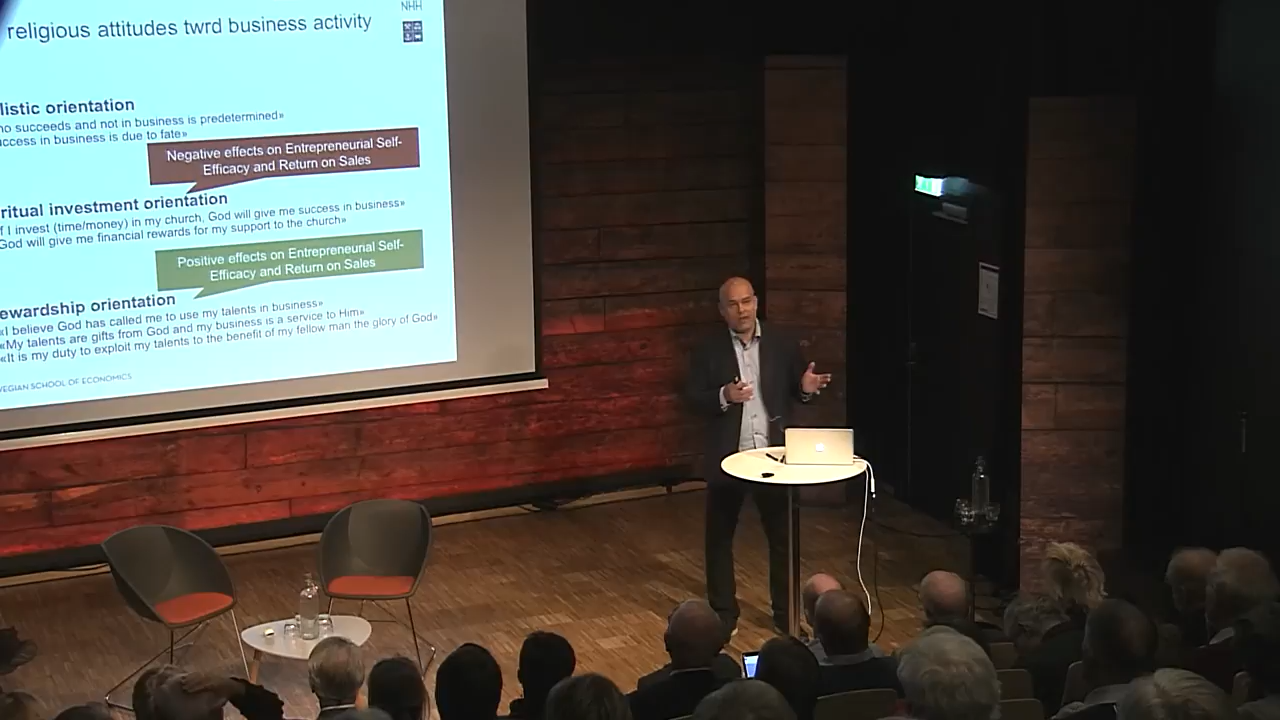 NHH
religious attitudes twrd business activity
listic orientation
no succeeds and not in business is predetermined»
ccess in business is due to fate»
Negative effects on Entrepreneurial Self-
Efficacy and Return on Sales
ritual investment orientation
f I invest (time/money) in my church, God will give me success in business»
God will give me financial rewards for my support to the church»
Positive effects on Entrepreneurial Self-
Efficacy and Return on Sales
ewardship orientation
«I believe God has called me to use my talents in business»
«My talents are gifts from God and my business is a service to Him»
«It is my duty to exploit my talents to the benefit of my fellow man the glory of God»
VEGIAN SCHOOL OF ECONOMICS